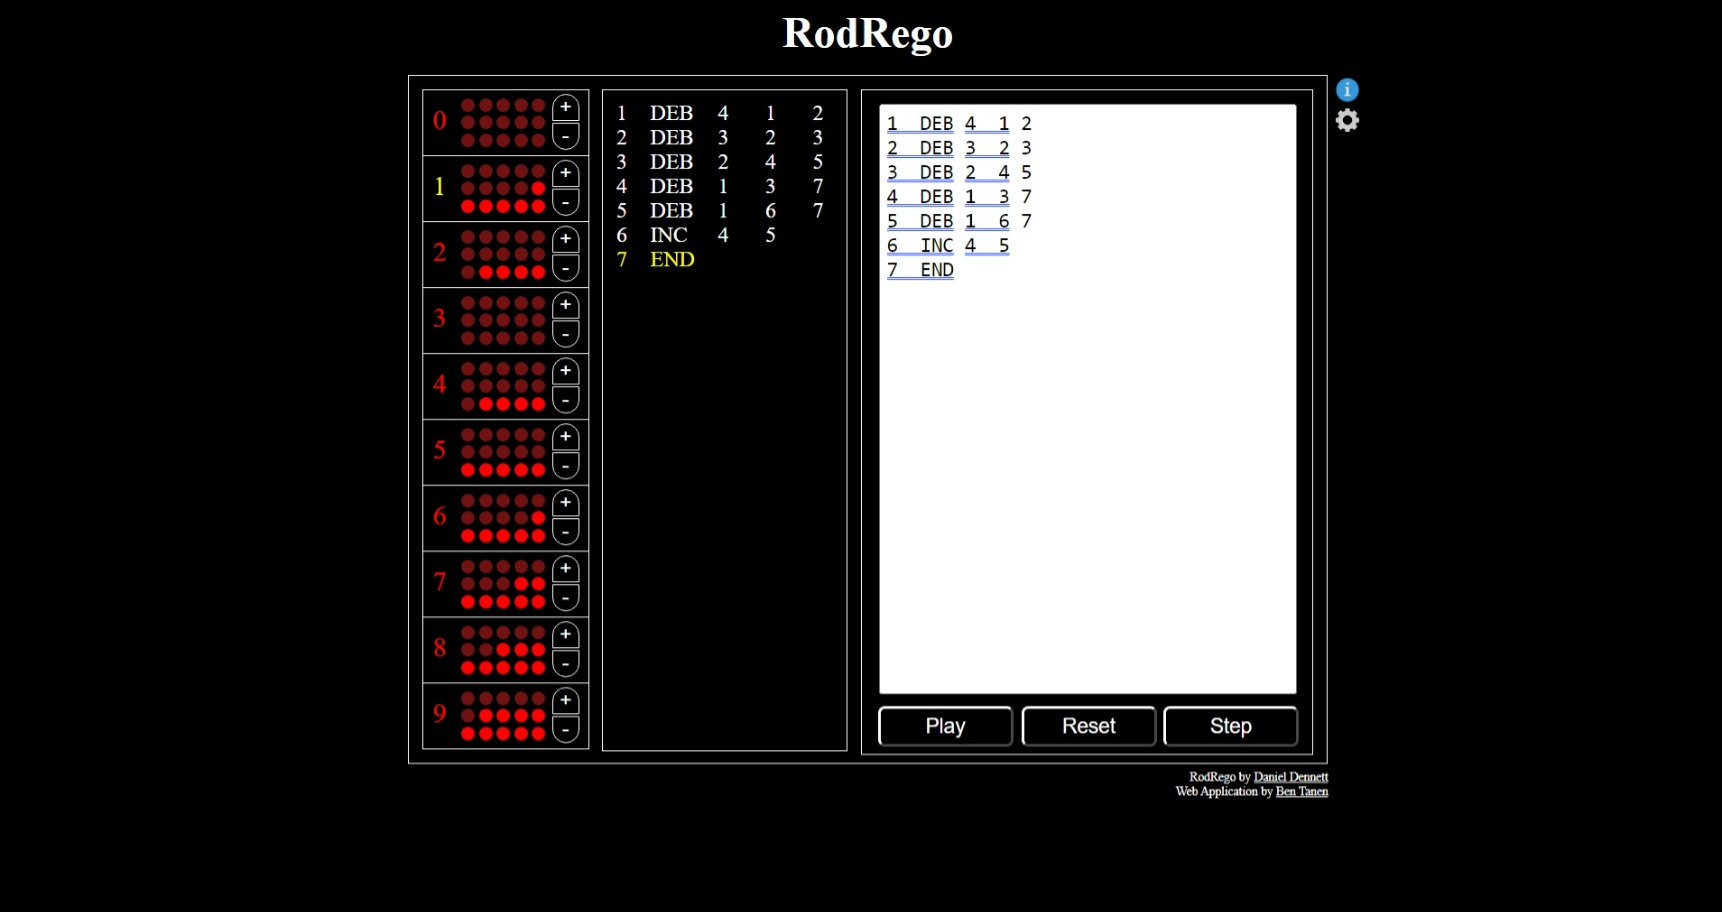 RodRego
0 + -
1 + -
2 + -
3 + -
4 + -
5 + -
6 + -
7 + -
8 + -
9 + -
1 DEB 4 1 2
2 DEB 3 2 3
3 DEB 2 4 5
4 DEB 1 3 7
5 DEB 1 6 7
6 INC 4 5
7 END
1 DEB 4 1 2
2 DEB 3 2 3
3 DEB 2 4 5
4 DEB 1 3 7
5 DEB 1 6 7
6 INC 4 5
7 END
Play Reset Step
i
RodRego by Daniel Dennett
Web Application by Ben Tanen